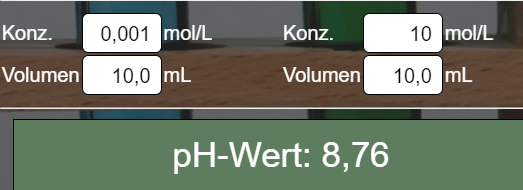 Konz. 0,001 mol/L Konz. 10 mol/L
Volumen 10,0 mL Volumen 10,0 mL
pH-Wert: 8,76